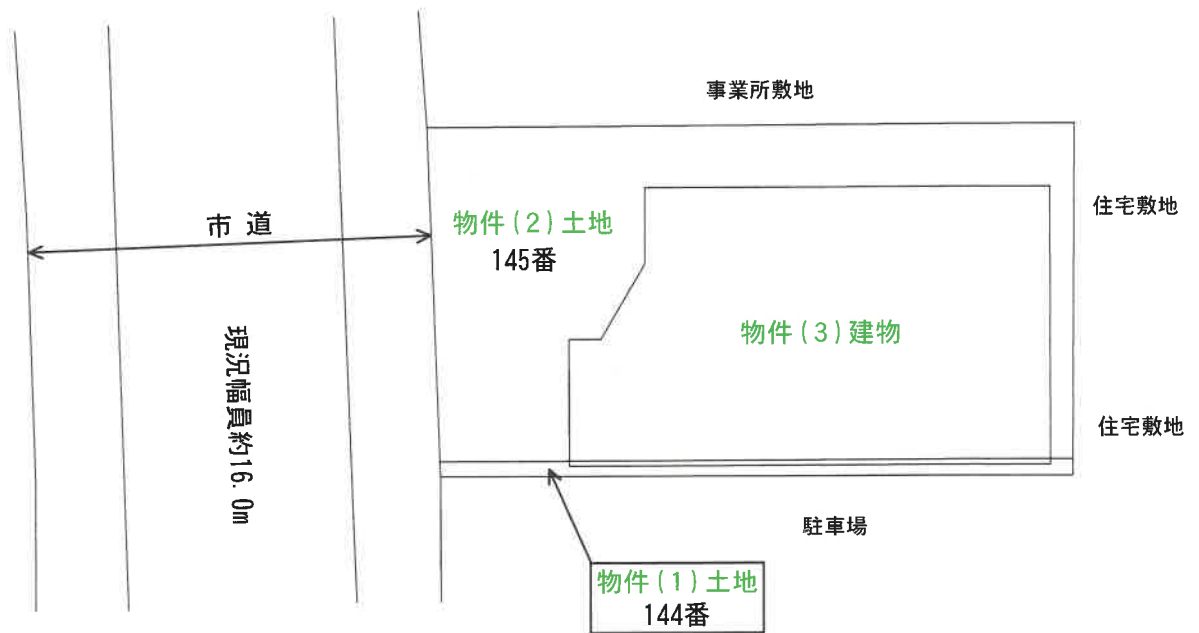 事業所敷地
住宅敷地
市道
物件(2)土地
145番
物件(3)建物
現況幅員約16.0m
住宅敷地
駐車場
物件(1)土地
144番